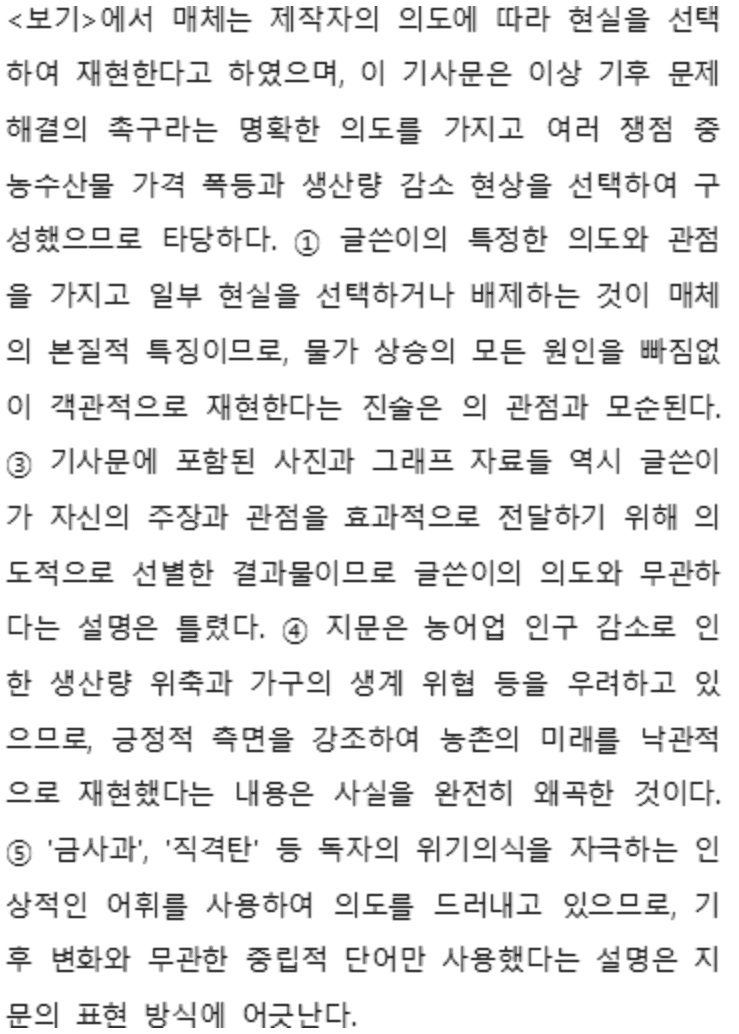 <보기>에서 매체는 제작자의 의도에 따라 현실을 선택
하여 재현한다고 하였으며, 이 기사문은 이상 기후 문제
해결의 촉구라는 명확한 의도를 가지고 여러 쟁점 중
농수산물 가격 폭등과 생산량 감소 현상을 선택하여 구
성했으므로 타당하다. ① 글쓴이의 특정한 의도와 관점
을 가지고 일부 현실을 선택하거나 배제하는 것이 매체
의 본질적 특징이므로, 물가 상승의 모든 원인을 빠짐없
이 객관적으로 재현한다는 진술은 의 관점과 모순된다.
③ 기사문에 포함된 사진과 그래프 자료들 역시 글쓴이
가 자신의 주장과 관점을 효과적으로 전달하기 위해 의
도적으로 선별한 결과물이므로 글쓴이의 의도와 무관하
다는 설명은 틀렸다. ④ 지문은 농어업 인구 감소로 인
한 생산량 위축과 가구의 생계 위협 등을 우려하고 있
으므로, 긍정적 측면을 강조하여 농촌의 미래를 낙관적
으로 재현했다는 내용은 사실을 완전히 왜곡한 것이다.
⑤ '금사과', '직격탄' 등 독자의 위기의식을 자극하는 인
상적인 어휘를 사용하여 의도를 드러내고 있으므로, 기
후 변화와 무관한 중립적 단어만 사용했다는 설명은 지
문의 표현 방식에 어긋난다.